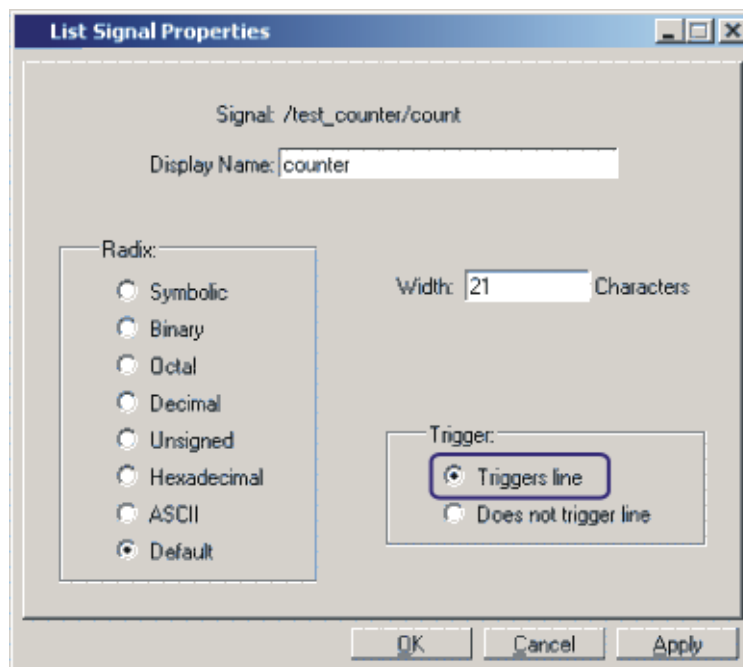 List Signal Properties
Signal: /test_counter/count
Display Name: counter
Radix:
Symbolic
Binary
Octal
Decimal
Unsigned
Hexadecimal
ASCII
Default
Width: 21 Characters
Trigger:
Triggers line
Does not trigger line
OK
Cancel
Apply